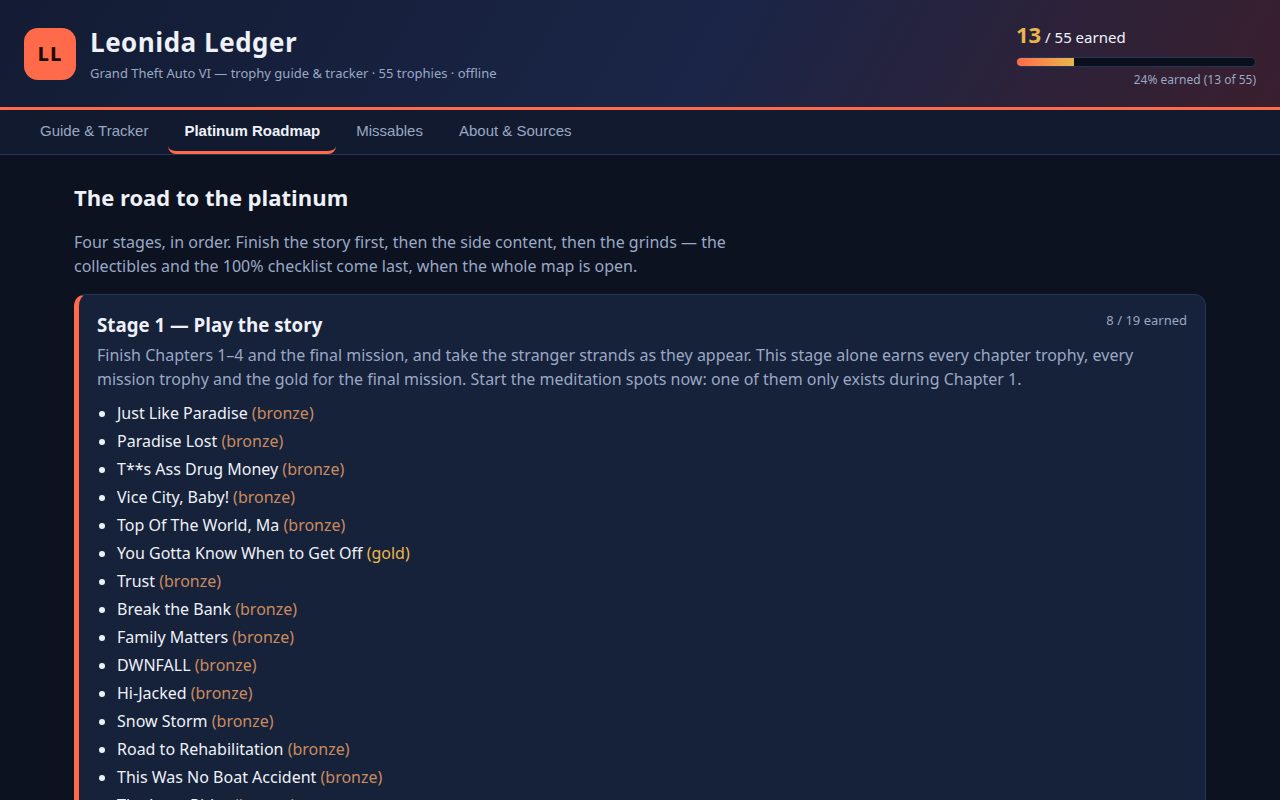 LL
Leonida Ledger
Grand Theft Auto VI — trophy guide & tracker · 55 trophies · offline
13 / 55 earned
24% earned (13 of 55)
Guide & Tracker
Platinum Roadmap
Missables
About & Sources
The road to the platinum
Four stages, in order. Finish the story first, then the side content, then the grinds — the
collectibles and the 100% checklist come last, when the whole map is open.
Stage 1 — Play the story
8 / 19 earned
Finish Chapters 1–4 and the final mission, and take the stranger strands as they appear. This stage alone earns every chapter trophy, every
mission trophy and the gold for the final mission. Start the meditation spots now: one of them only exists during Chapter 1.
Just Like Paradise (bronze)
Paradise Lost (bronze)
T**s Ass Drug Money (bronze)
Vice City, Baby! (bronze)
Top Of The World, Ma (bronze)
You Gotta Know When to Get Off (gold)
Trust (bronze)
Break the Bank (bronze)
Family Matters (bronze)
DWNFALL (bronze)
Hi-Jacked (bronze)
Snow Storm (bronze)
Road to Rehabilitation (bronze)
This Was No Boat Accident (bronze)